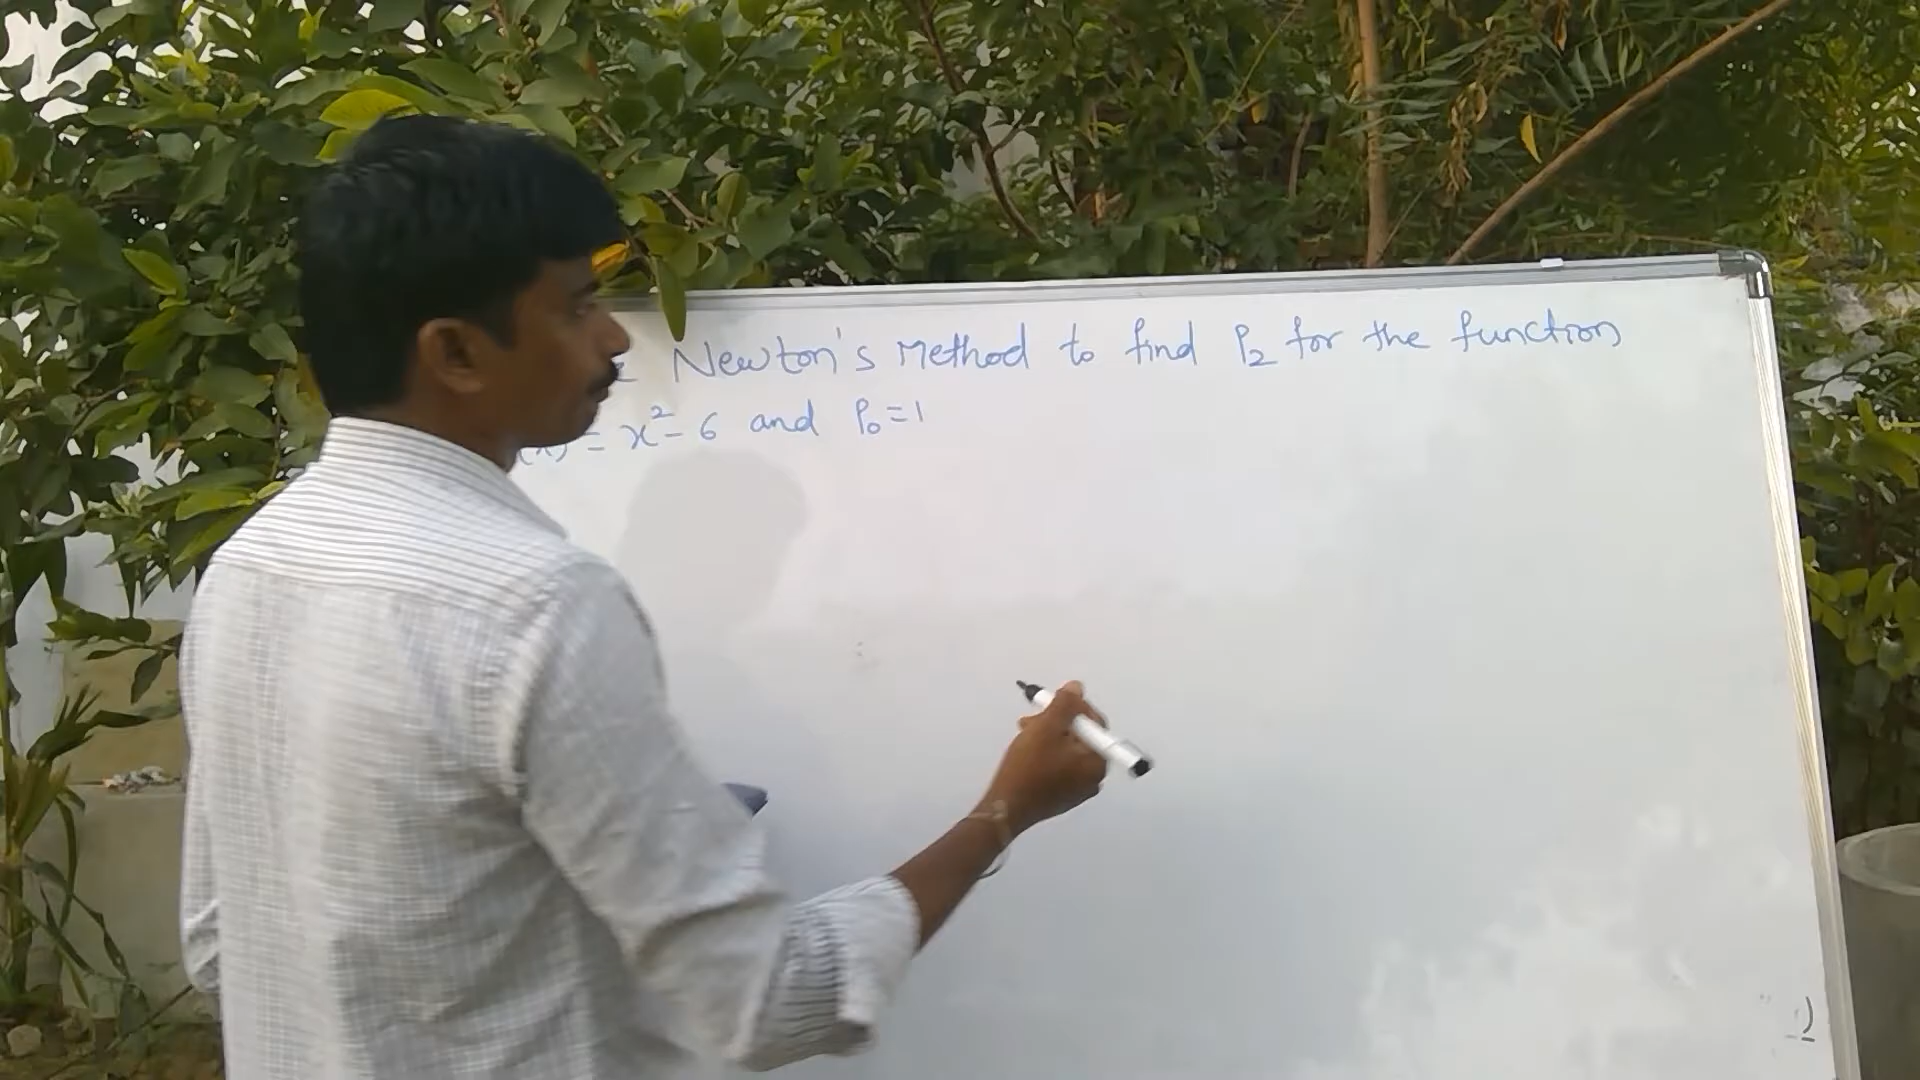 Newton's Method to find P₂ for the function
(x) = x² - 6 and P₀ = 1